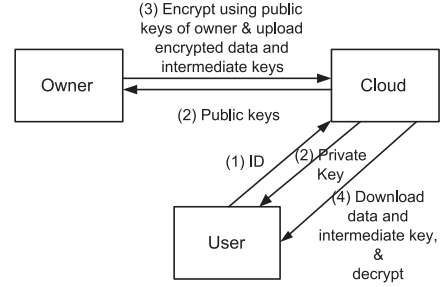 (3) Encrypt using public
keys of owner & upload
encrypted data and
intermediate keys
Owner
Cloud
(2) Public keys
(1) ID
(2) Private
Key
(4) Download
data and
intermediate key,
&
decrypt
User